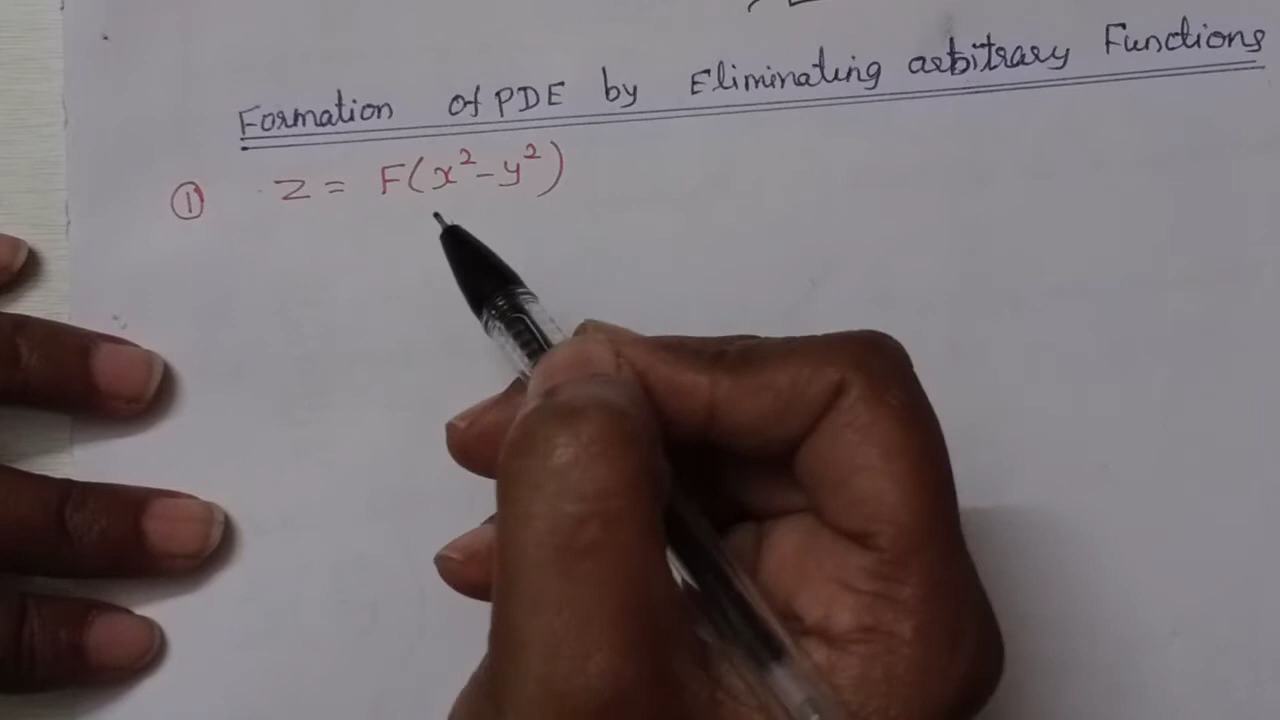 Formation of PDE by Eliminating arbitrary Functions
① Z = F(x²-y²)